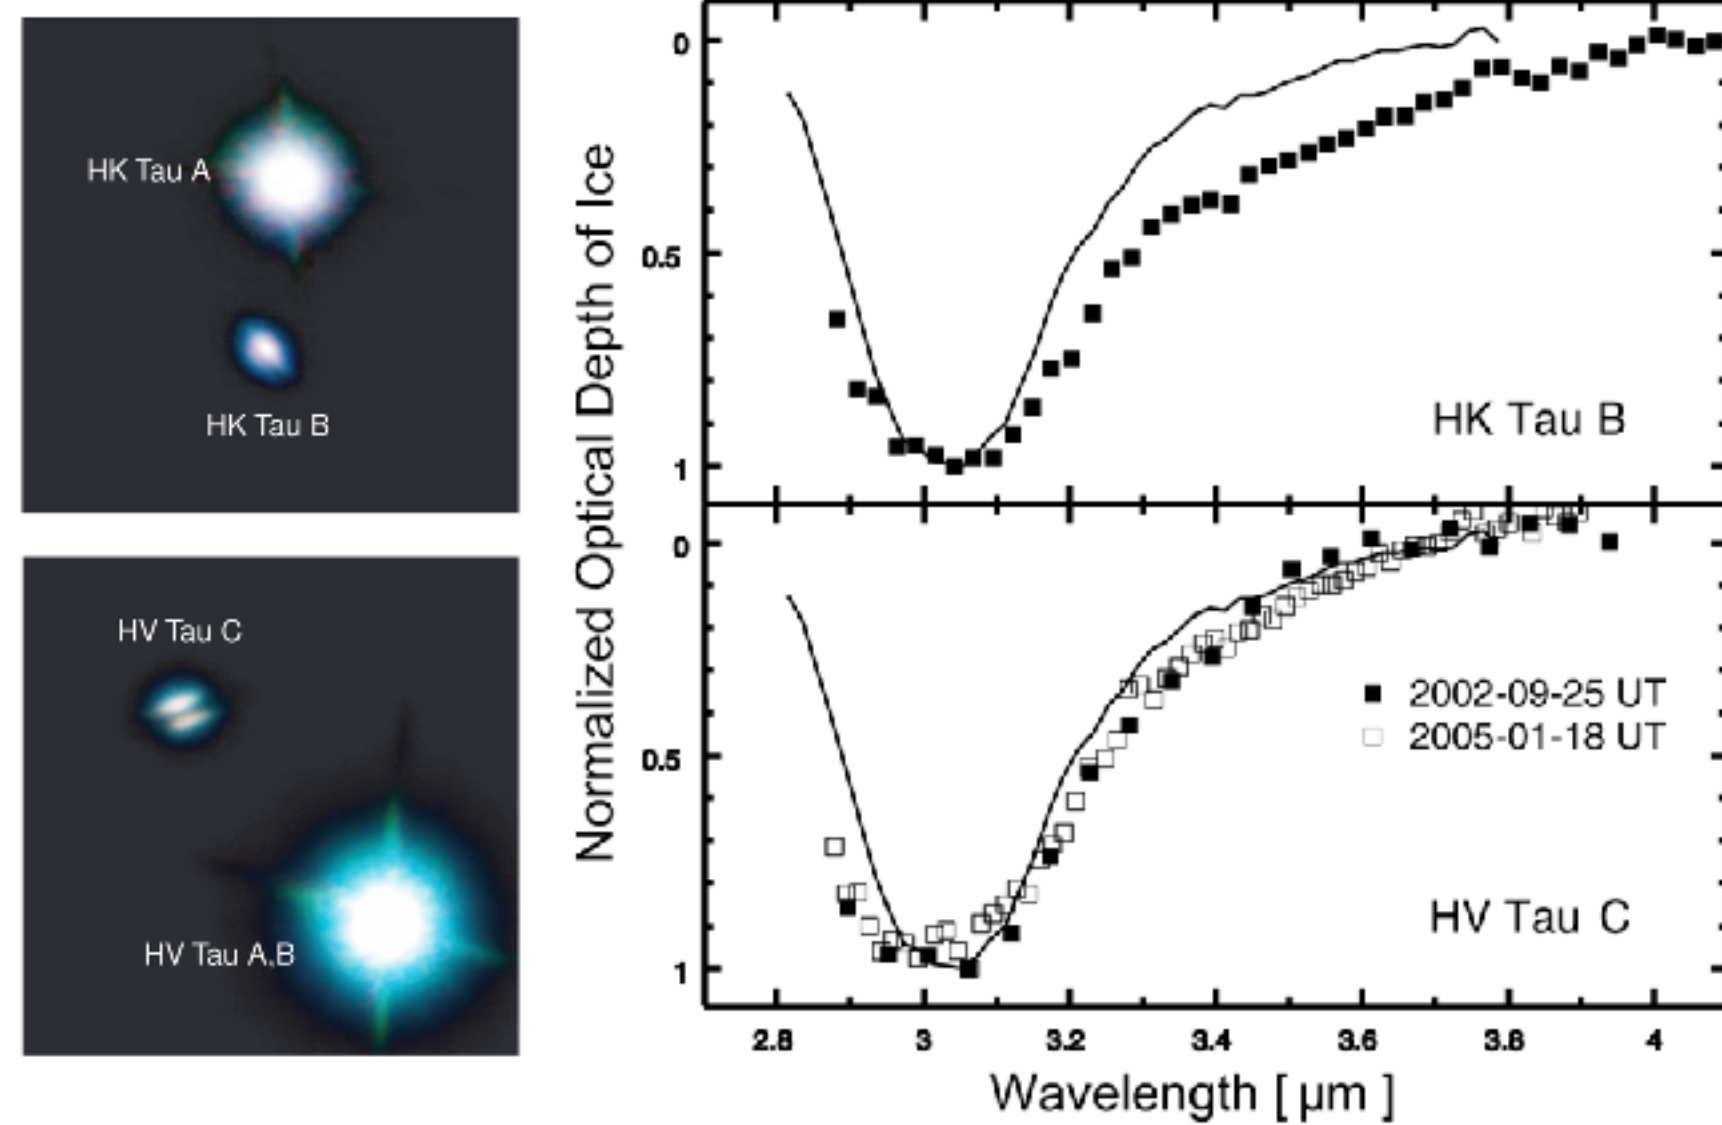 HK Tau A
HK Tau B
HV Tau C
HV Tau A,B
Normalized Optical Depth of Ice
0
0.5
1
HK Tau B
0
0.5
1
2002-09-25 UT
2005-01-18 UT
HV Tau C
2.8 3 3.2 3.4 3.6 3.8 4
Wavelength [ μm ]